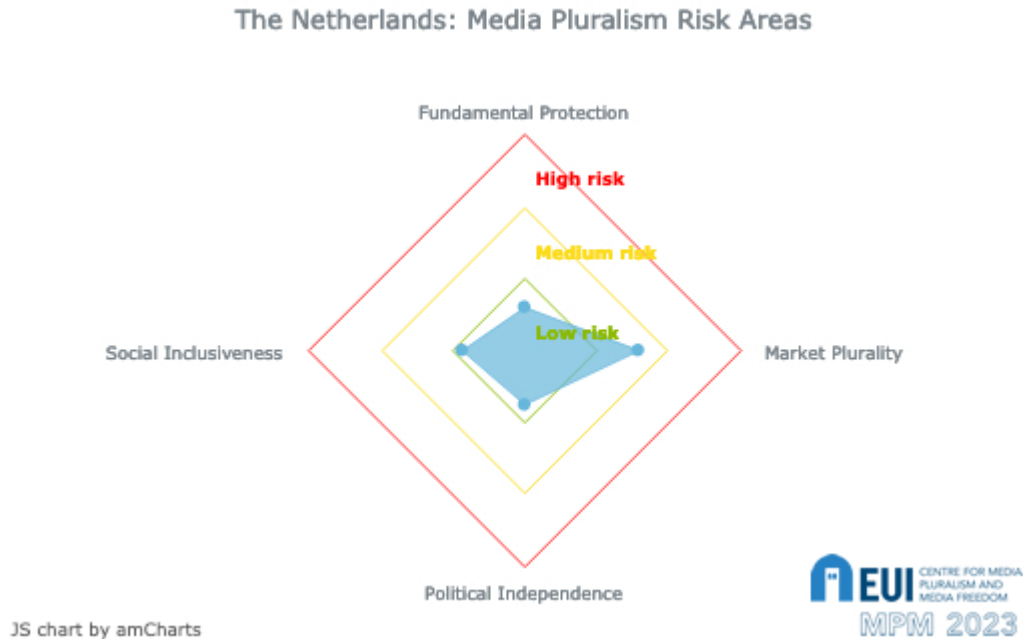 The Netherlands: Media Pluralism Risk Areas
Fundamental Protection
High risk
Medium risk
Low risk
Social Inclusiveness
Market Plurality
Political Independence
EUI
CENTRE FOR MEDIA
PLURALISM AND
MEDIA FREEDOM
MPM 2023
JS chart by amCharts